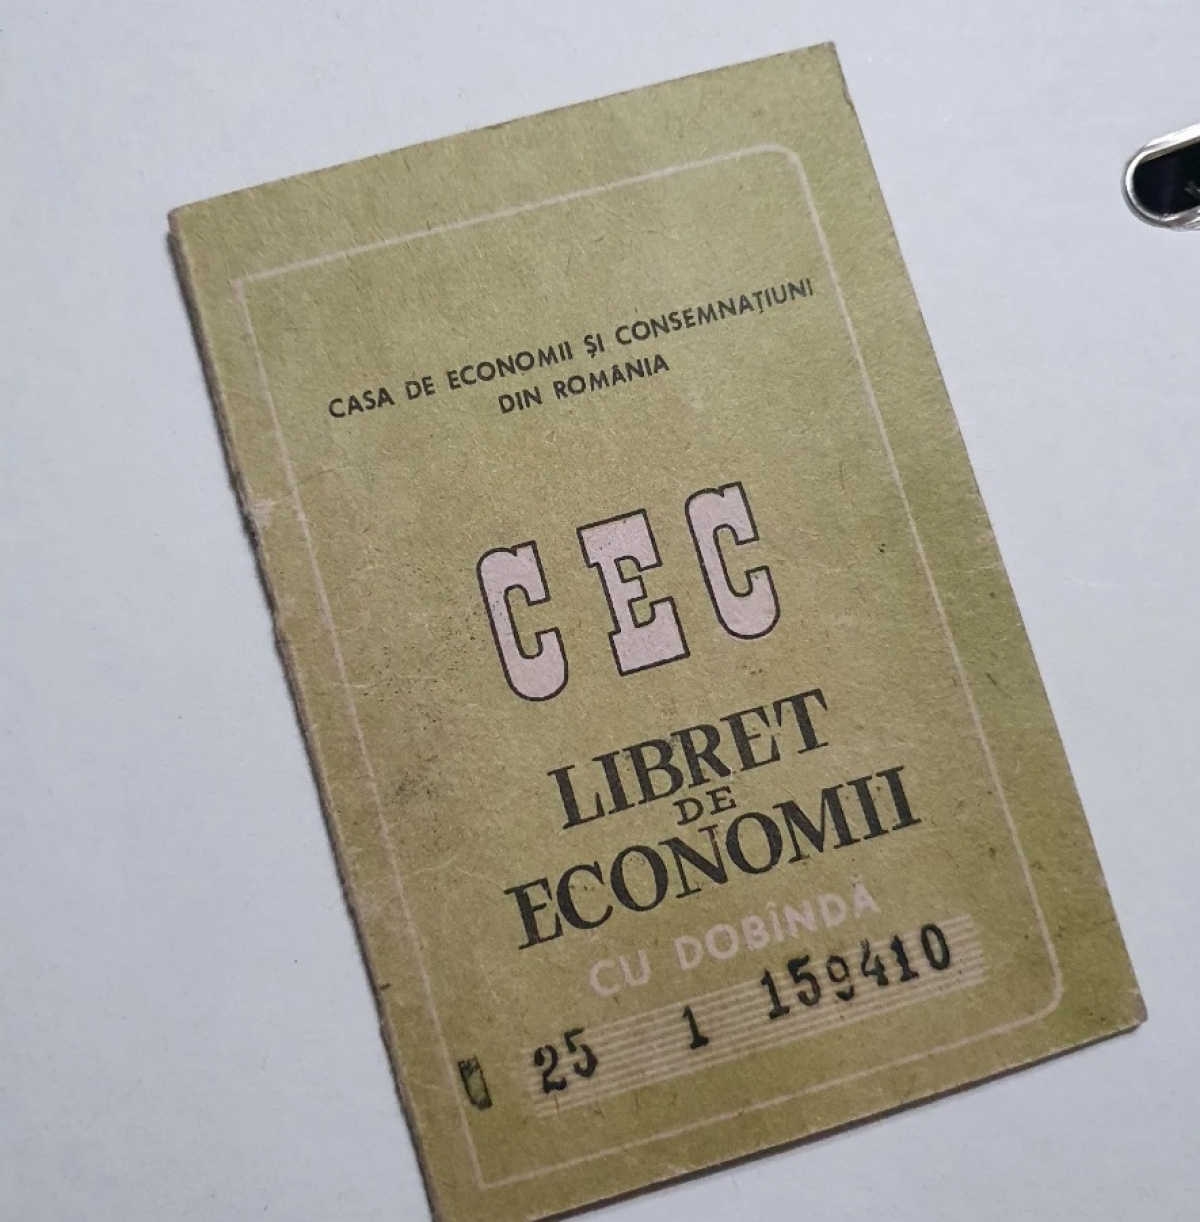 CASA DE ECONOMII ȘI CONSEMNAȚIUNI
DIN ROMÂNIA
CEC
LIBRET
DE
ECONOMII
CU DOBÎNDĂ
25 1 159410